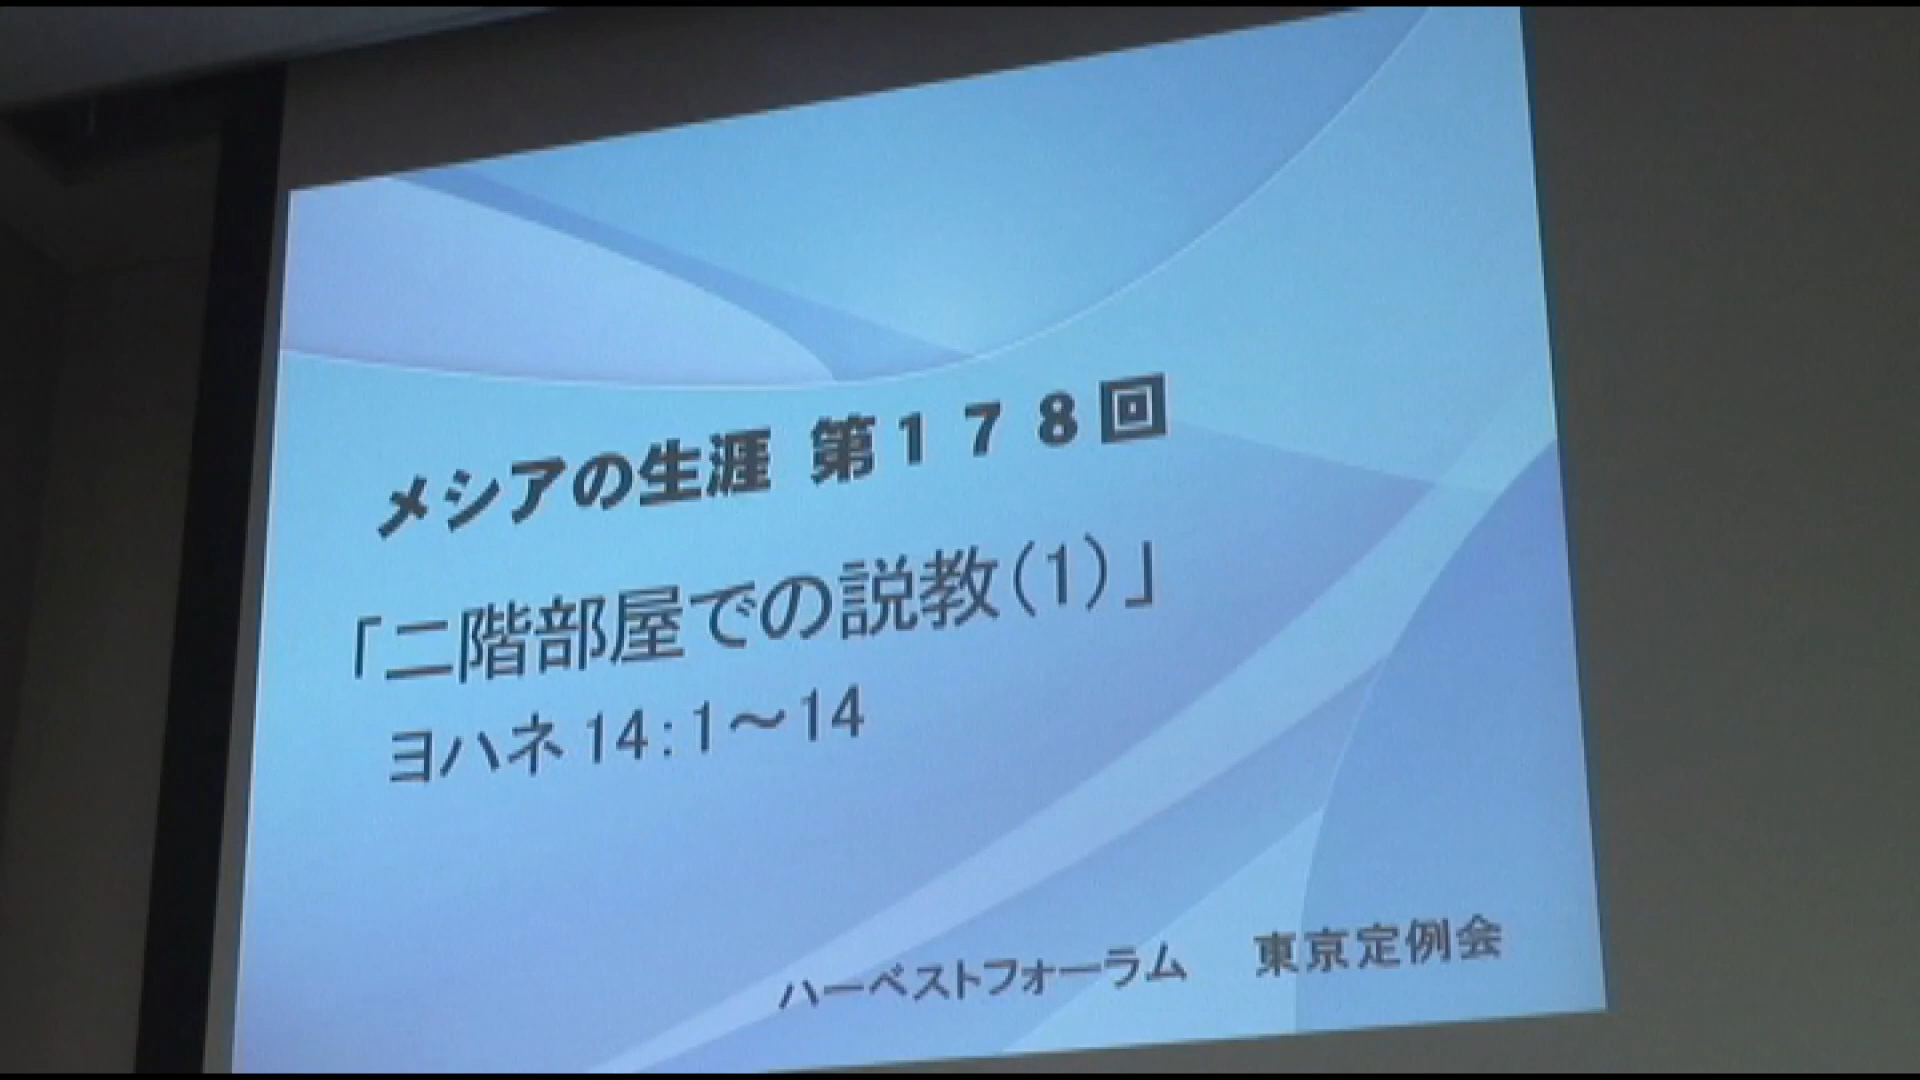 メシアの生涯 第１７８回
「二階部屋での説教(1)」
ヨハネ14:1～14
ハーベストフォーラム 東京定例会